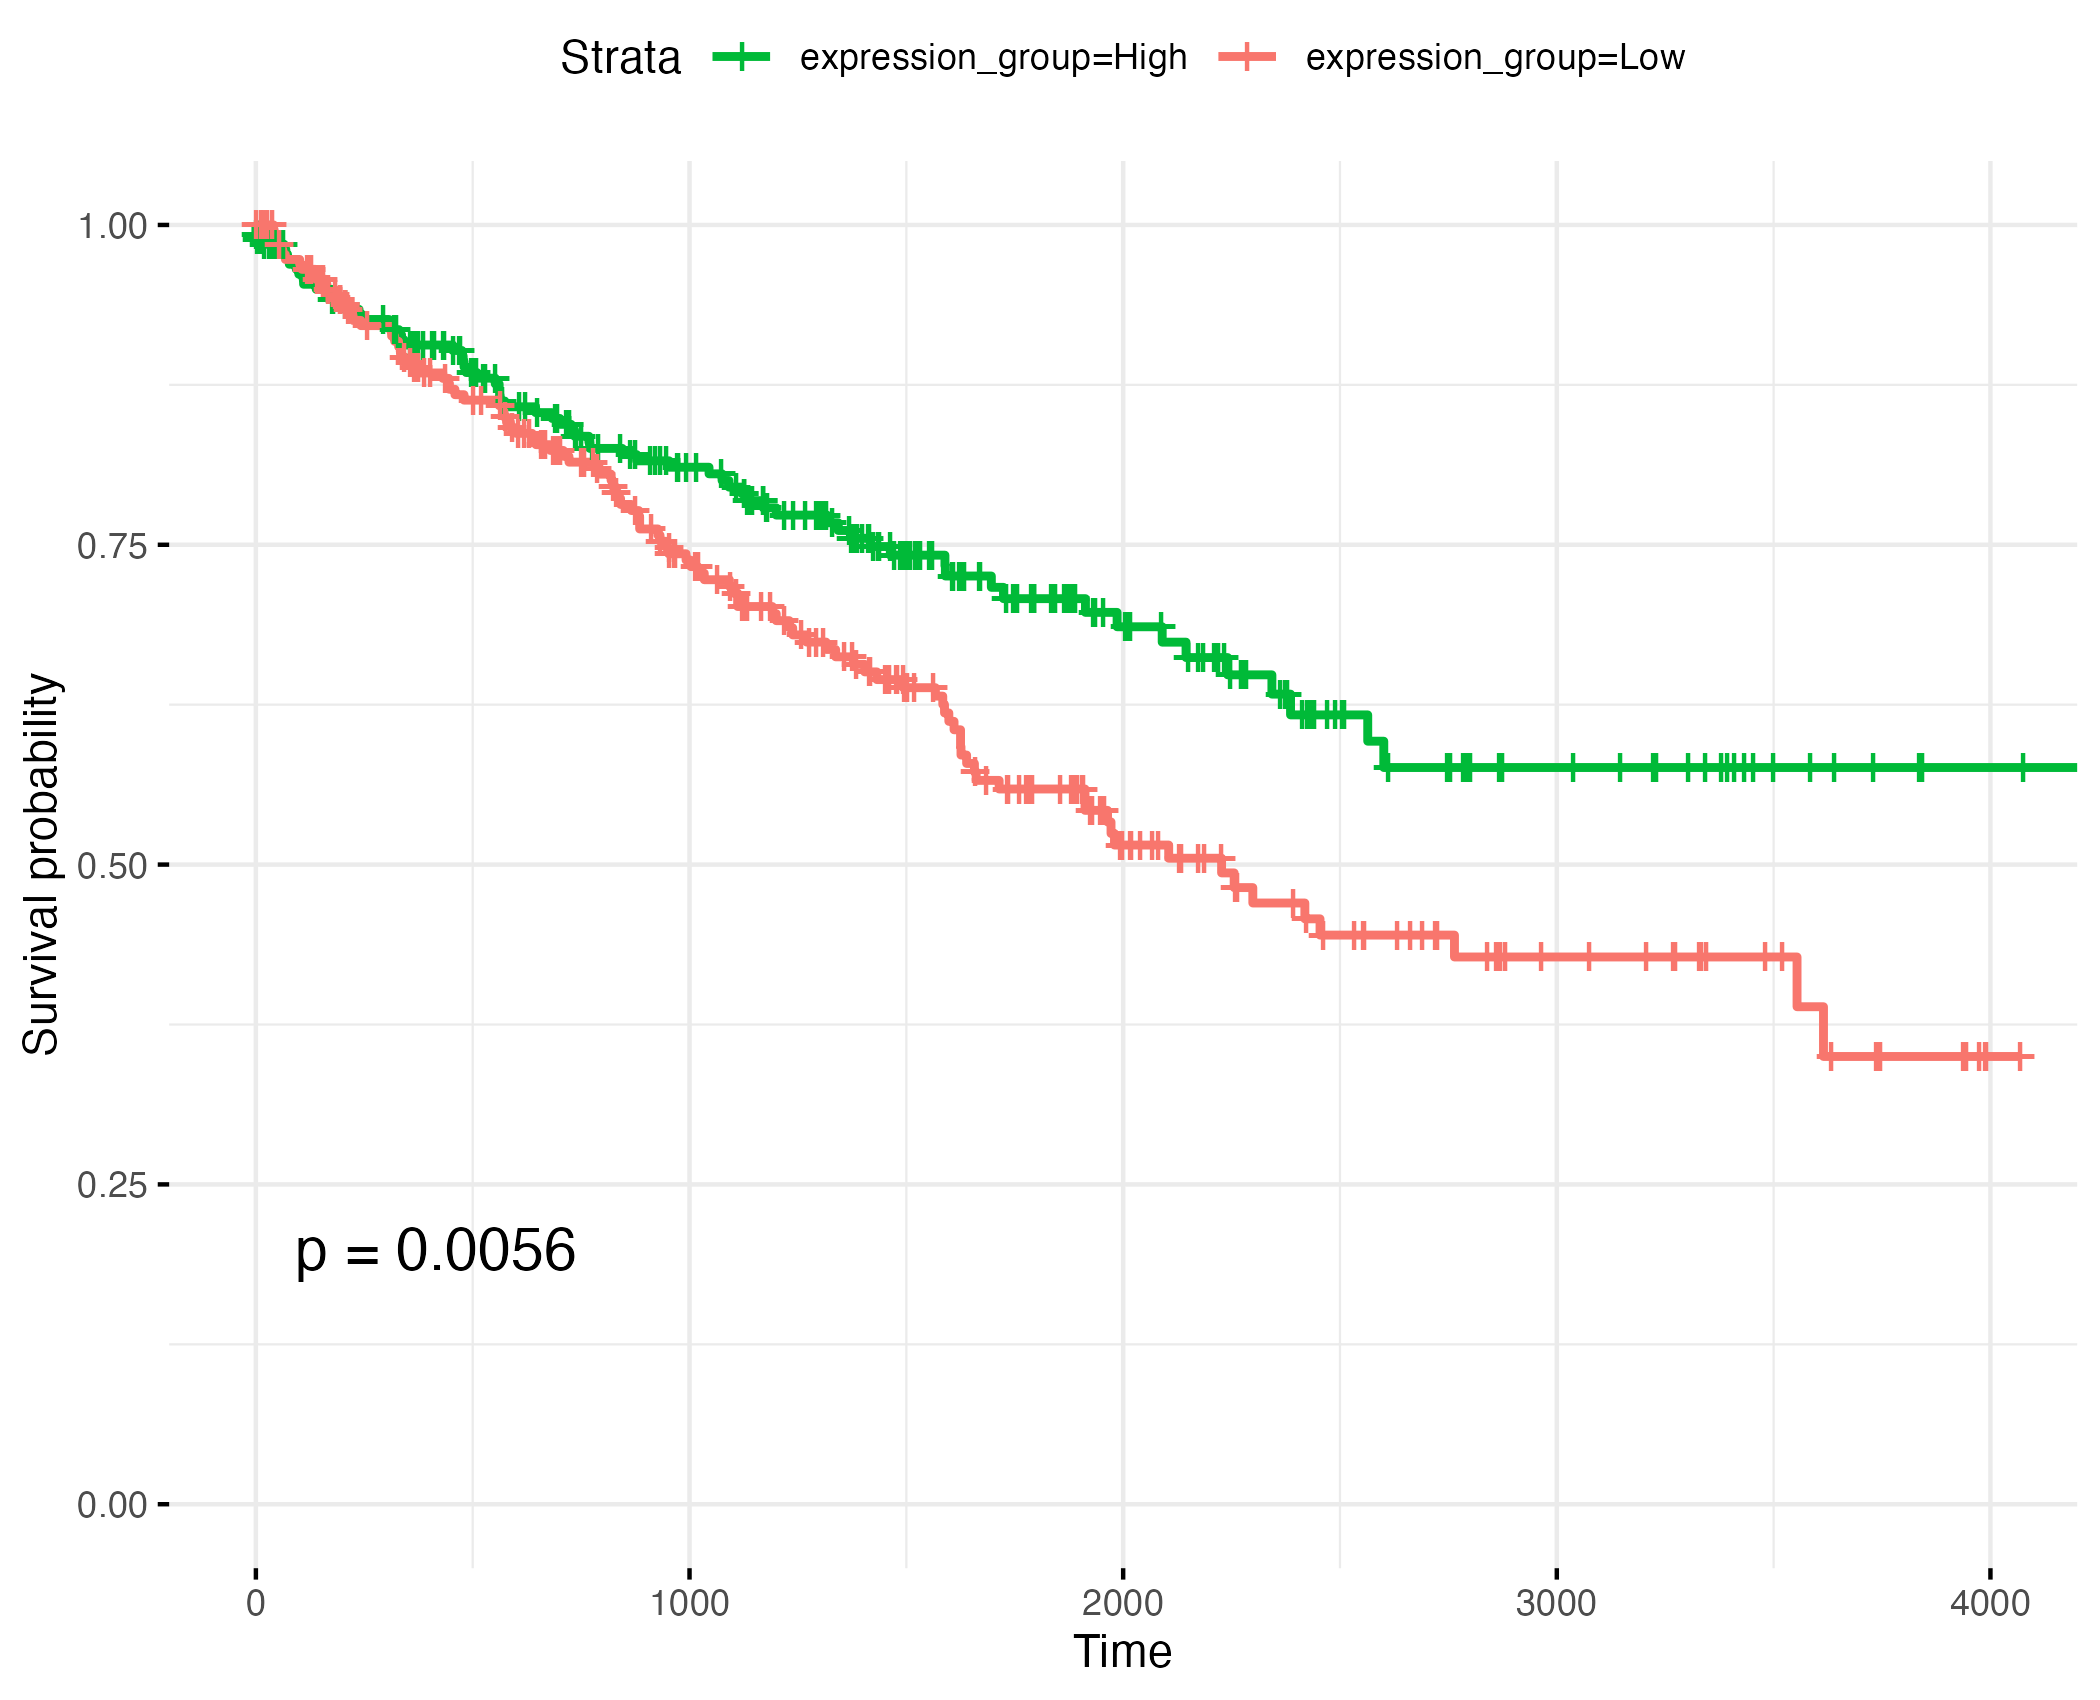 Strata expression_group=High expression_group=Low
1.00
0.75
0.50
0.25
0.00
Survival probability
p = 0.0056
0 1000 2000 3000 4000
Time